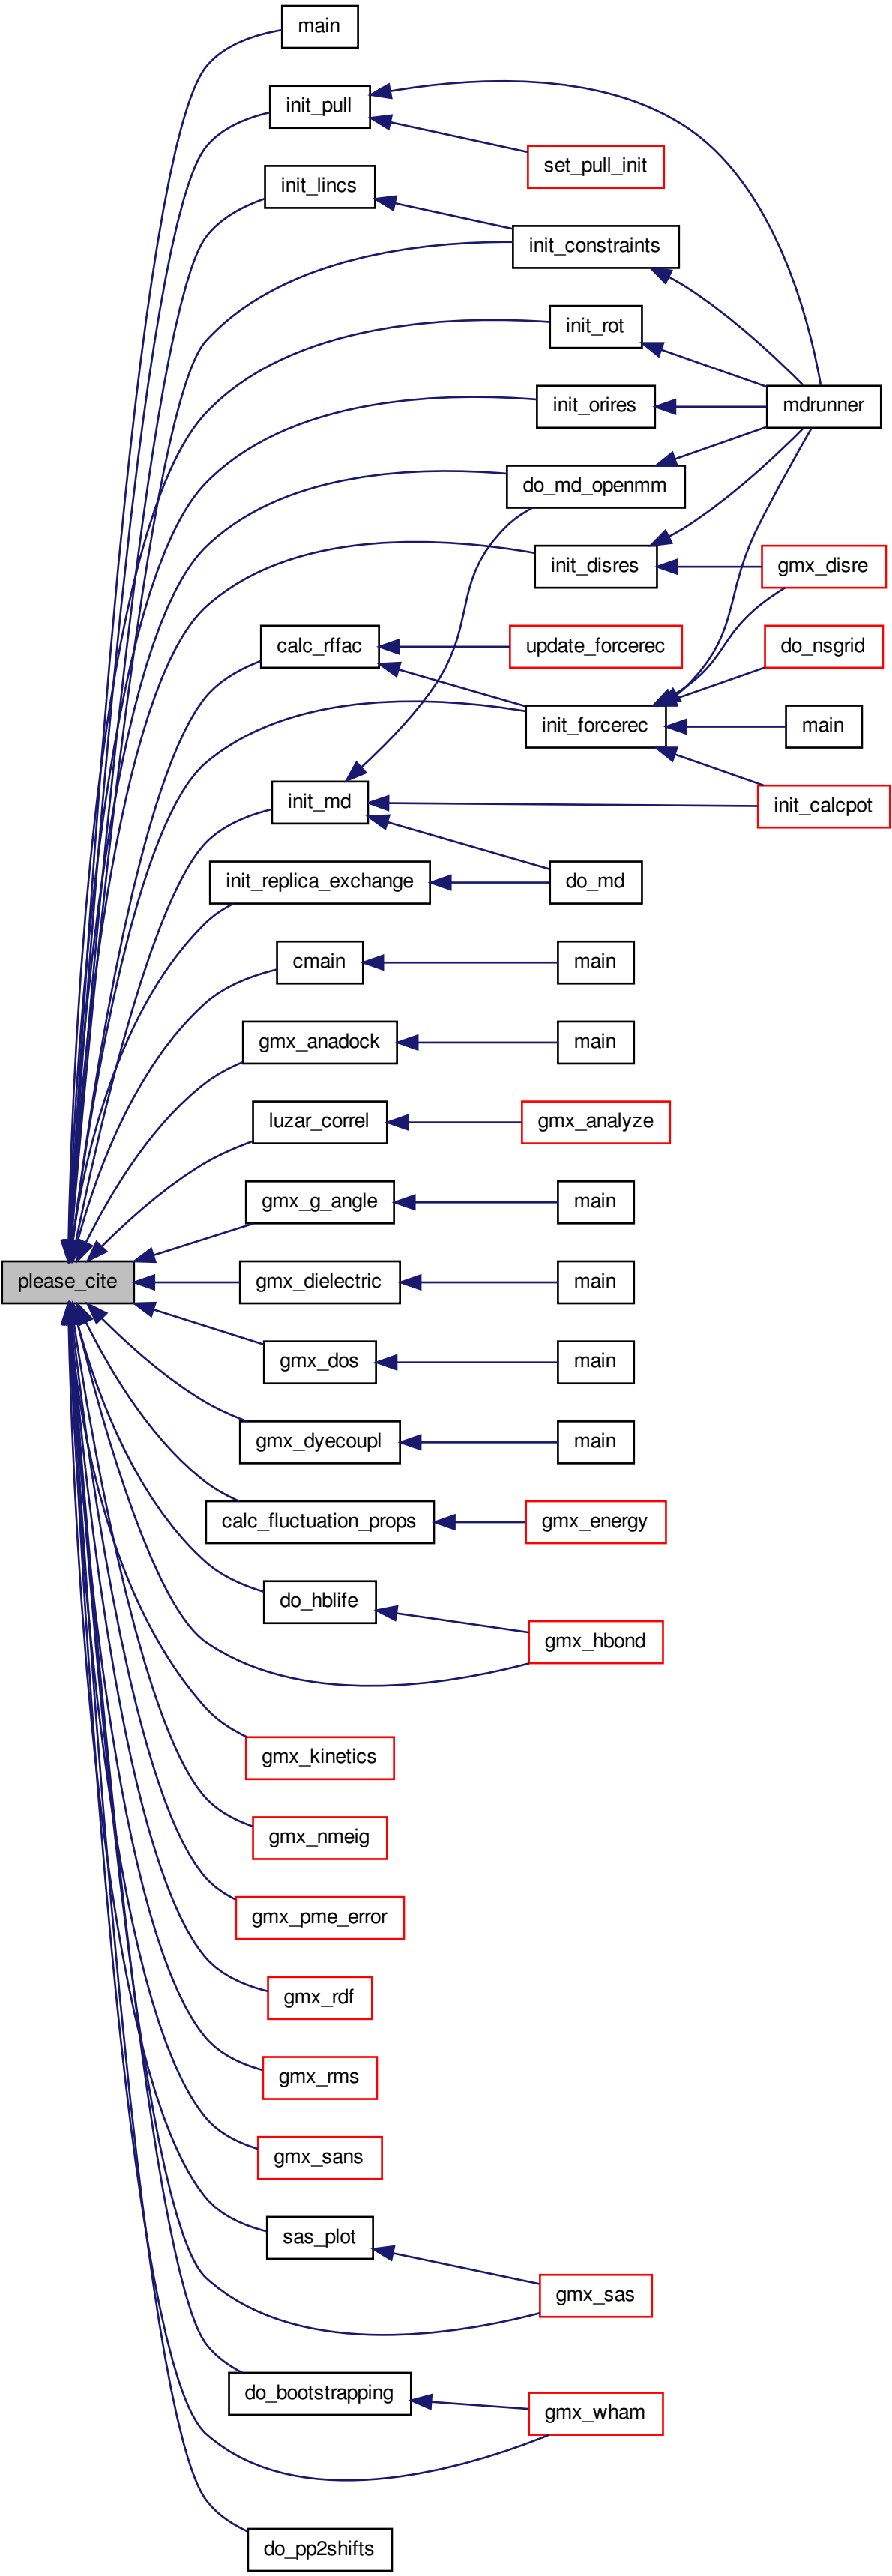 main
init_pull
set_pull_init
init_lincs
init_constraints
init_rot
init_orires
mdrunner
do_md_openmm
init_disres
gmx_disre
calc_rffac
update_forcerec
do_nsgrid
init_forcerec
main
init_md
init_calcpot
init_replica_exchange
do_md
cmain
main
gmx_anadock
main
luzar_correl
gmx_analyze
gmx_g_angle
main
please_cite
gmx_dielectric
main
gmx_dos
main
gmx_dyecoupl
main
calc_fluctuation_props
gmx_energy
do_hblife
gmx_hbond
gmx_kinetics
gmx_nmeig
gmx_pme_error
gmx_rdf
gmx_rms
gmx_sans
sas_plot
gmx_sas
do_bootstrapping
gmx_wham
do_pp2shifts